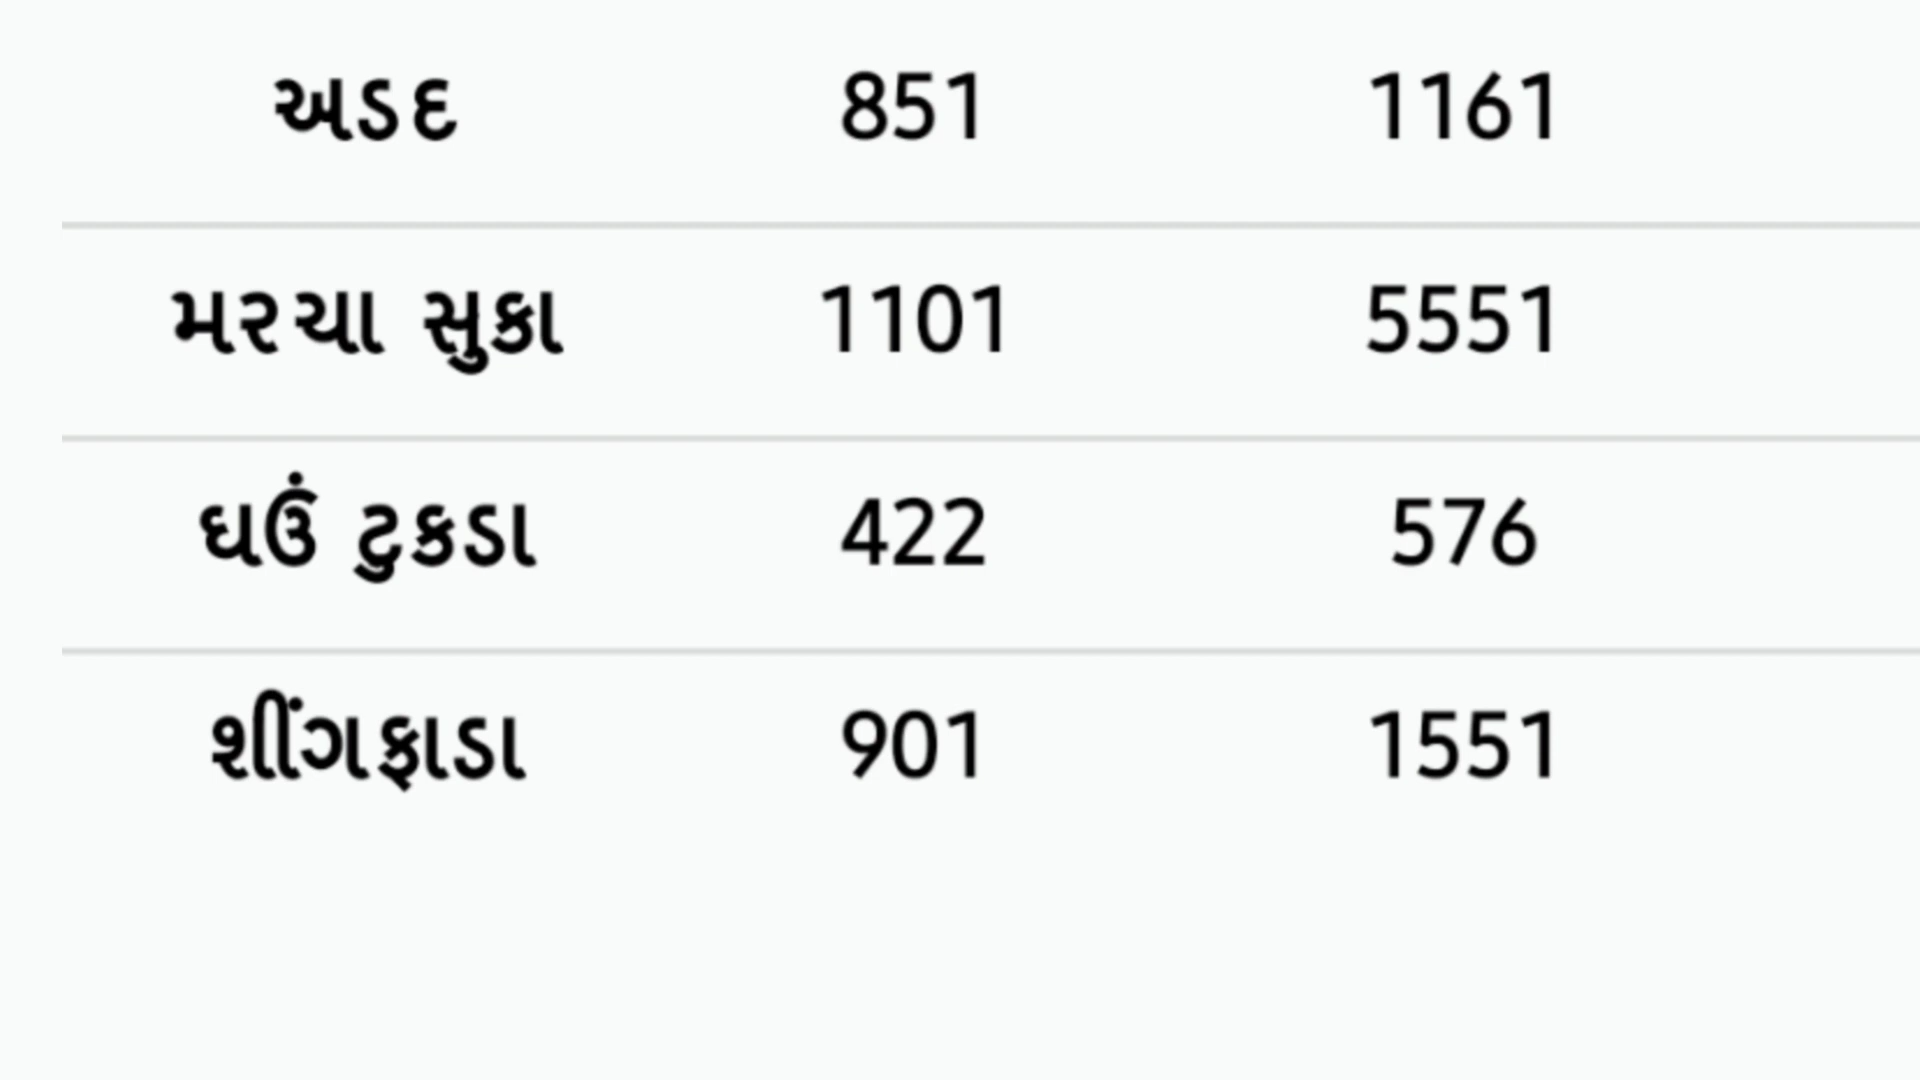 અડદ 851 1161
મરચા સુકા 1101 5551
ઘઉં ટુકડા 422 576
શીંગફાડા 901 1551